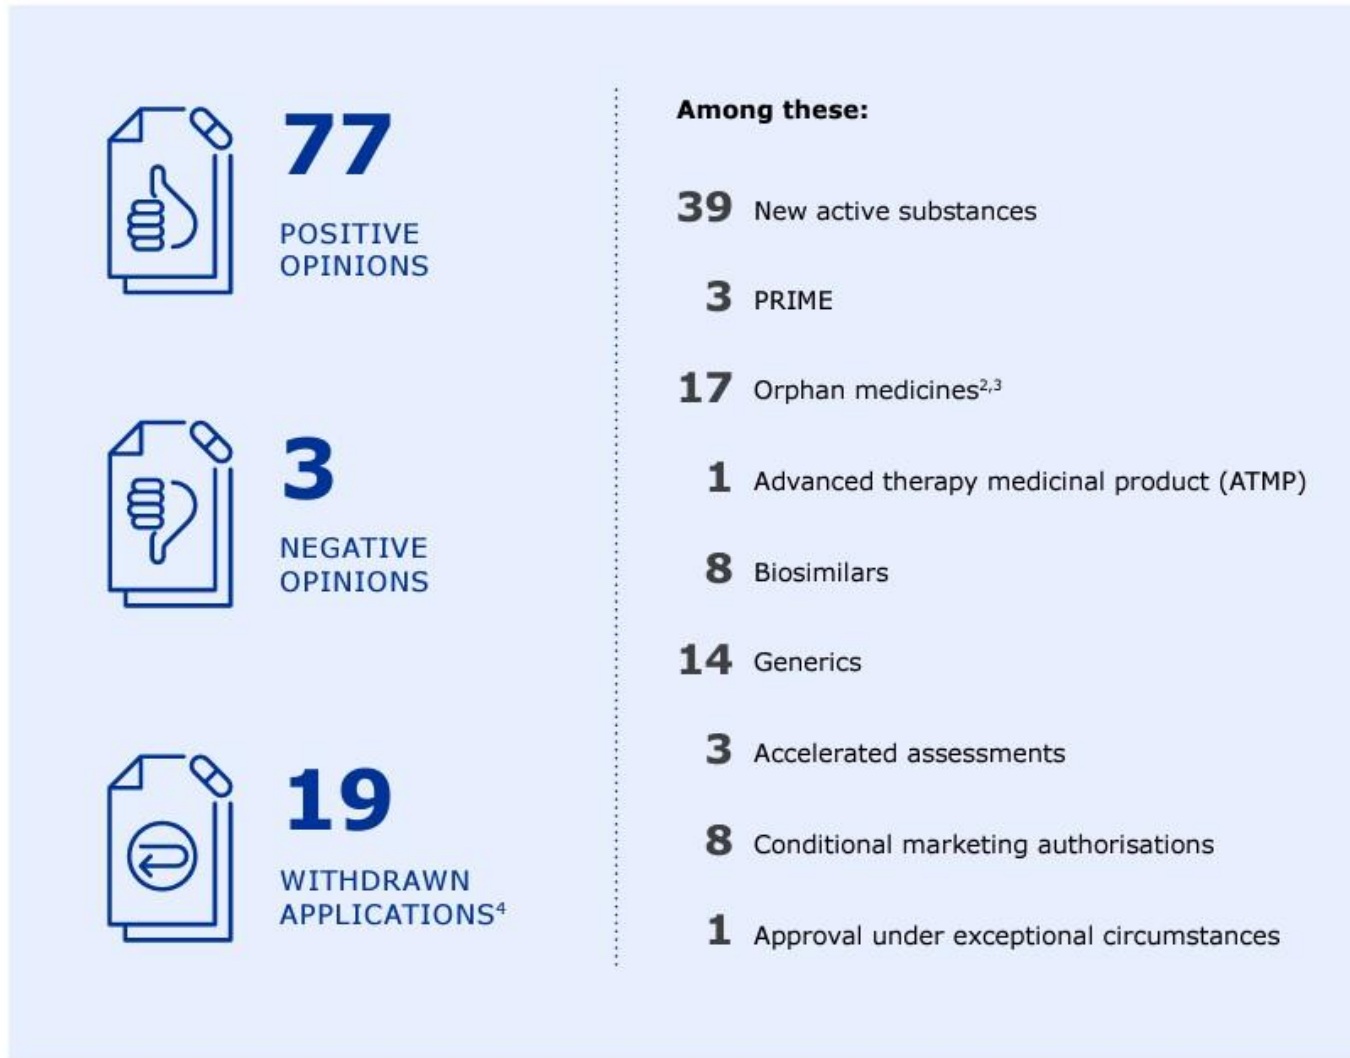 77
POSITIVE
OPINIONS
3
NEGATIVE
OPINIONS
19
WITHDRAWN
APPLICATIONS⁴
Among these:
39 New active substances
3 PRIME
17 Orphan medicines²,³
1 Advanced therapy medicinal product (ATMP)
8 Biosimilars
14 Generics
3 Accelerated assessments
8 Conditional marketing authorisations
1 Approval under exceptional circumstances